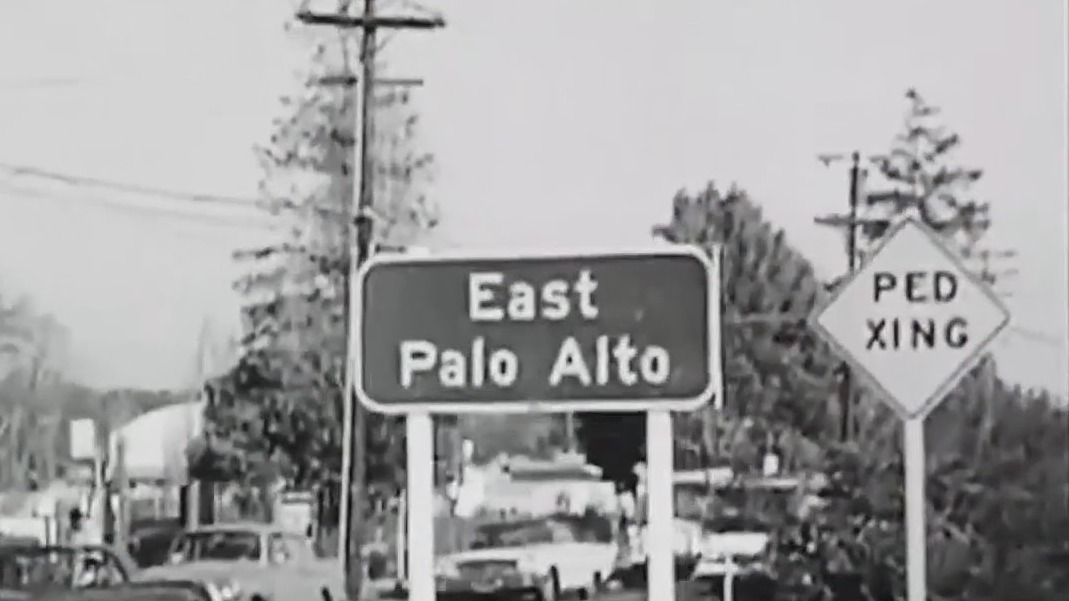 East
Palo Alto
PED
XING